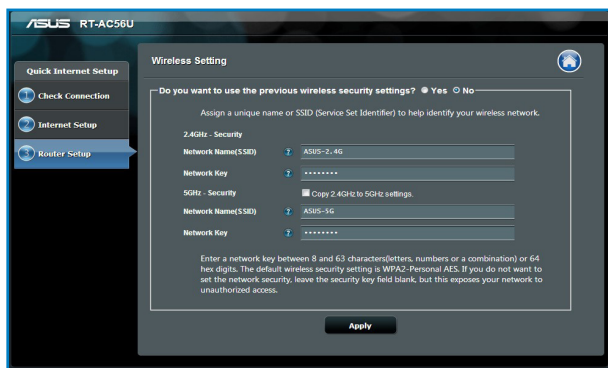 ASUS RT-AC56U
Quick Internet Setup
1 Check Connection
2 Internet Setup
3 Router Setup
Wireless Setting
Do you want to use the previous wireless security settings? Yes No
Assign a unique name or SSID (Service Set Identifier) to help identify your wireless network.
2.4GHz - Security
Network Name(SSID) ? ASUS-2.4G
Network Key ? ••••••••
5GHz - Security Copy 2.4GHz to 5GHz settings.
Network Name(SSID) ? ASUS-5G
Network Key ? ••••••••
Enter a network key between 8 and 63 characters(letters, numbers or a combination) or 64
hex digits. The default wireless security setting is WPA2-Personal AES. If you do not want to
set the network security, leave the security key field blank, but this exposes your network to
unauthorized access.
Apply